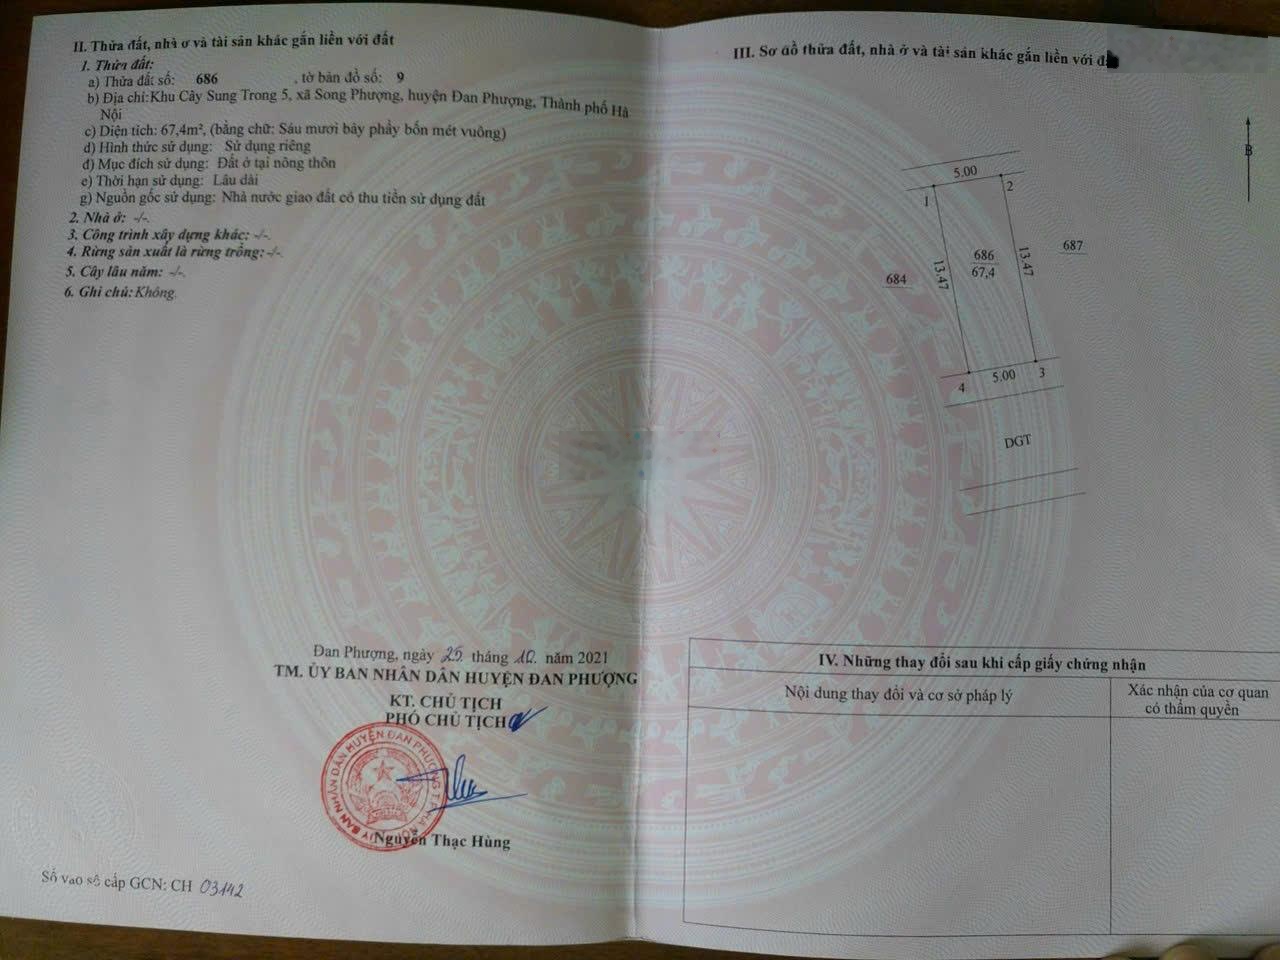 II. Thửa đất, nhà ở và tài sản khác gắn liền với đất
1. Thửa đất:
a) Thửa đất số: 686 , tờ bản đồ số: 9
b) Địa chỉ:Khu Cây Sung Trong 5, xã Song Phượng, huyện Đan Phượng, Thành phố Hà
Nội
c) Diện tích: 67,4m², (bằng chữ: Sáu mươi bảy phẩy bốn mét vuông)
d) Hình thức sử dụng: Sử dụng riêng
đ) Mục đích sử dụng: Đất ở tại nông thôn
e) Thời hạn sử dụng: Lâu dài
g) Nguồn gốc sử dụng: Nhà nước giao đất có thu tiền sử dụng đất
2. Nhà ở: -/-.
3. Công trình xây dựng khác: -/-.
4. Rừng sản xuất là rừng trồng: -/-.
5. Cây lâu năm: -/-.
6. Ghi chú: Không.
Đan Phượng, ngày 25 tháng 10 năm 2021
TM. ỦY BAN NHÂN DÂN HUYỆN ĐAN PHƯỢNG
KT. CHỦ TỊCH
PHÓ CHỦ TỊCH
ỦY BAN NHÂN DÂN HUYỆN ĐAN PHƯỢNG
Nguyễn Thạc Hùng
Số vào sổ cấp GCN: CH 03142
III. Sơ đồ thửa đất, nhà ở và tài sản khác gắn liền với
B
5.00
1
2
13.47
686
67,4
13.47
687
684
4
5.00
3
DGT
IV. Những thay đổi sau khi cấp giấy chứng nhận
Nội dung thay đổi và cơ sở pháp lý
Xác nhận của cơ quan
có thẩm quyền